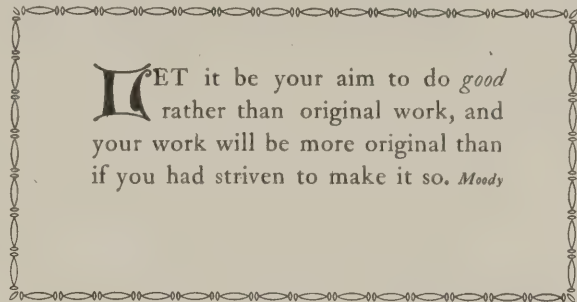 LET it be your aim to do good
rather than original work, and
your work will be more original than
if you had striven to make it so. Moody